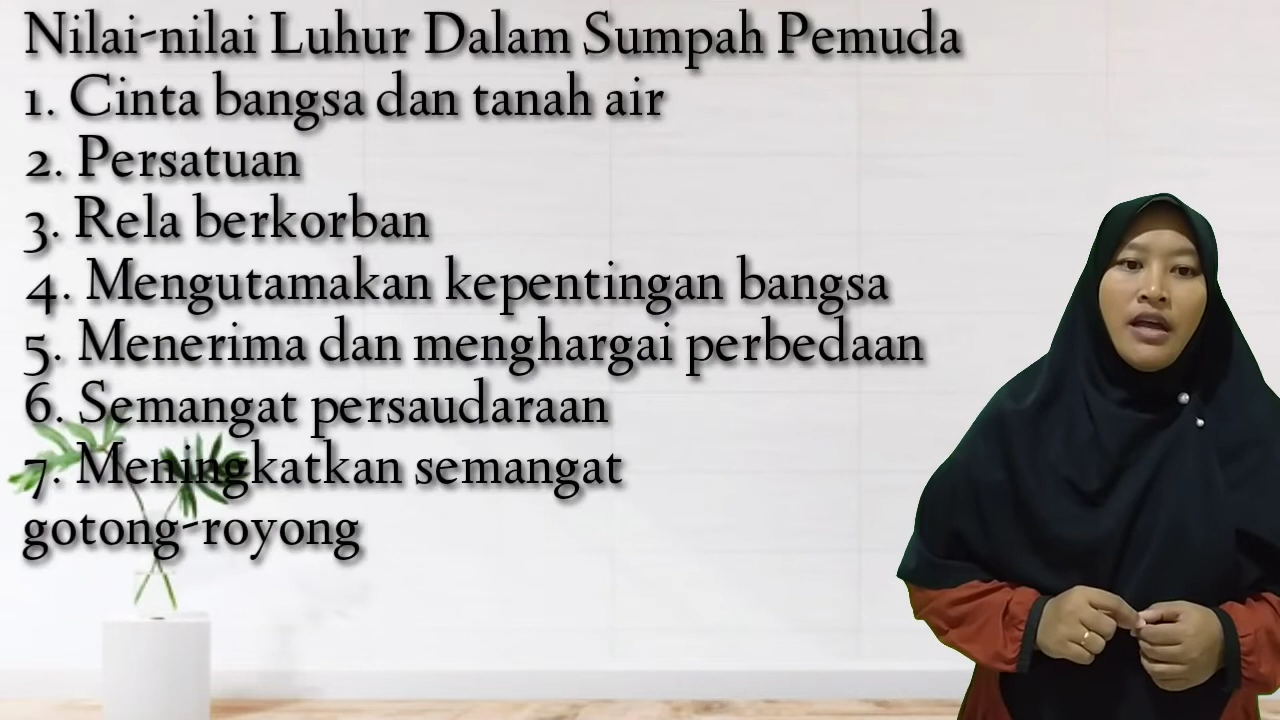 Nilai-nilai Luhur Dalam Sumpah Pemuda
1. Cinta bangsa dan tanah air
2. Persatuan
3. Rela berkorban
4. Mengutamakan kepentingan bangsa
5. Menerima dan menghargai perbedaan
6. Semangat persaudaraan
7. Meningkatkan semangat
gotong-royong